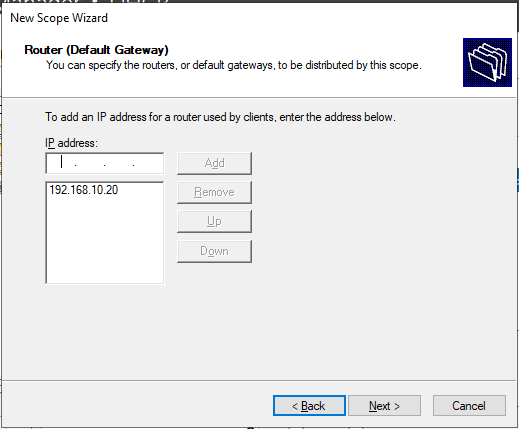 New Scope Wizard
Router (Default Gateway)
You can specify the routers, or default gateways, to be distributed by this scope.
To add an IP address for a router used by clients, enter the address below.
IP address:
. . .
Add
192.168.10.20
Remove
Up
Down
< Back
Next >
Cancel